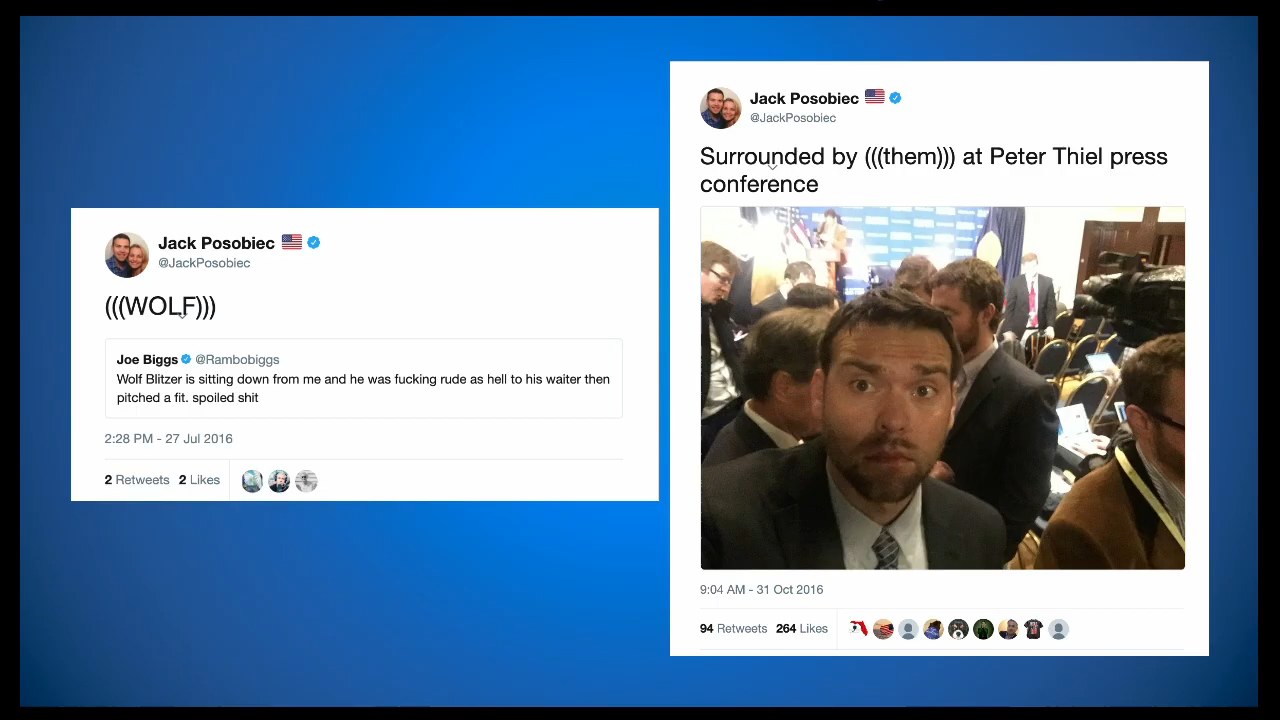 Jack Posobiec
@JackPosobiec
(((WOLF)))
Joe Biggs @Rambobiggs
Wolf Blitzer is sitting down from me and he was fucking rude as hell to his waiter then
pitched a fit. spoiled shit
2:28 PM - 27 Jul 2016
2 Retweets 2 Likes
Jack Posobiec
@JackPosobiec
Surrounded by (((them))) at Peter Thiel press
conference
9:04 AM - 31 Oct 2016
94 Retweets 264 Likes